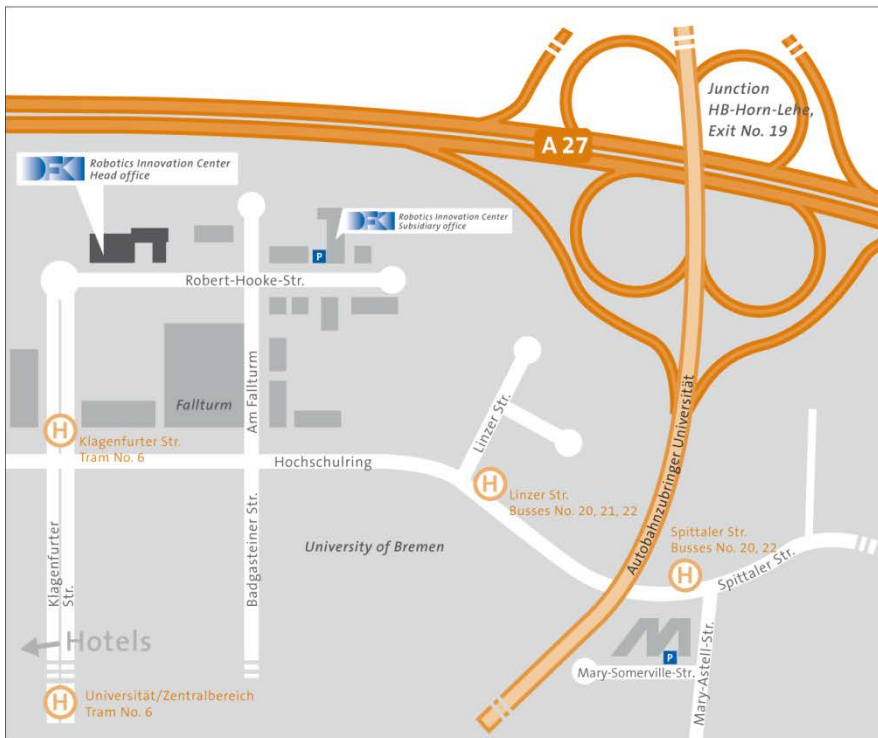 Junction
HB-Horn-Lehe,
Exit No. 19
A 27
DFKI
Robotics Innovation Center
Head office
DFKI
Robotics Innovation Center
Subsidiary office
P
Robert-Hooke-Str.
Am Fallturm
Fallturm
Linzer Str.
Autobahnzubringer Universität
H
Klagenfurter Str.
Tram No. 6
Hochschulring
H
Linzer Str.
Busses No. 20, 21, 22
Spittaler Str.
Busses No. 20, 22
H
Spittaler Str.
University of Bremen
Klagenfurter
Str.
Badgasteiner Str.
Hotels
P
Mary-Somerville-Str.
Mary-Astell-Str.
H
Universität/Zentralbereich
Tram No. 6